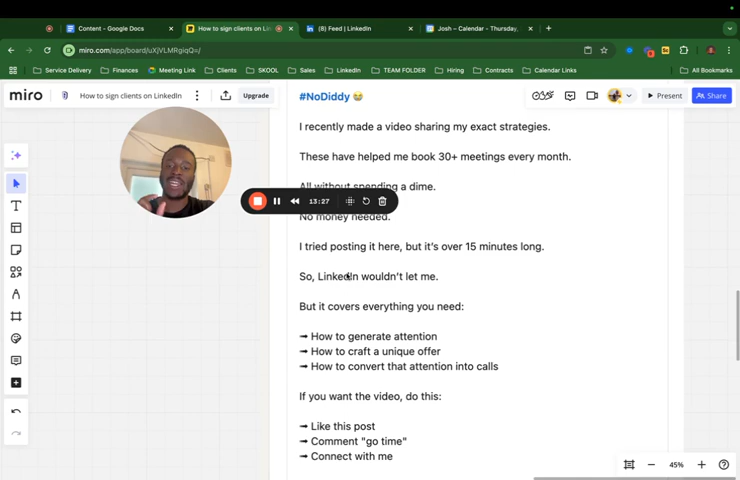 Content - Google Docs
How to sign clients on Lin
(8) Feed | LinkedIn
Josh – Calendar - Thursday,
miro.com/app/board/uXjVLMRgiqQ=/
Service Delivery
Finances
Meeting Link
Clients
SKOOL
Sales
LinkedIn
TEAM FOLDER
Hiring
Contracts
Calendar Links
All Bookmarks
miro
How to sign clients on LinkedIn
Upgrade
Present
Share
#NoDiddy 😂
I recently made a video sharing my exact strategies.
These have helped me book 30+ meetings every month.
All without spending a dime.
13:27
No money needed.
I tried posting it here, but it's over 15 minutes long.
So, LinkedIn wouldn't let me.
But it covers everything you need:
➞ How to generate attention
➞ How to craft a unique offer
➞ How to convert that attention into calls
If you want the video, do this:
➞ Like this post
➞ Comment "go time"
➞ Connect with me
45%